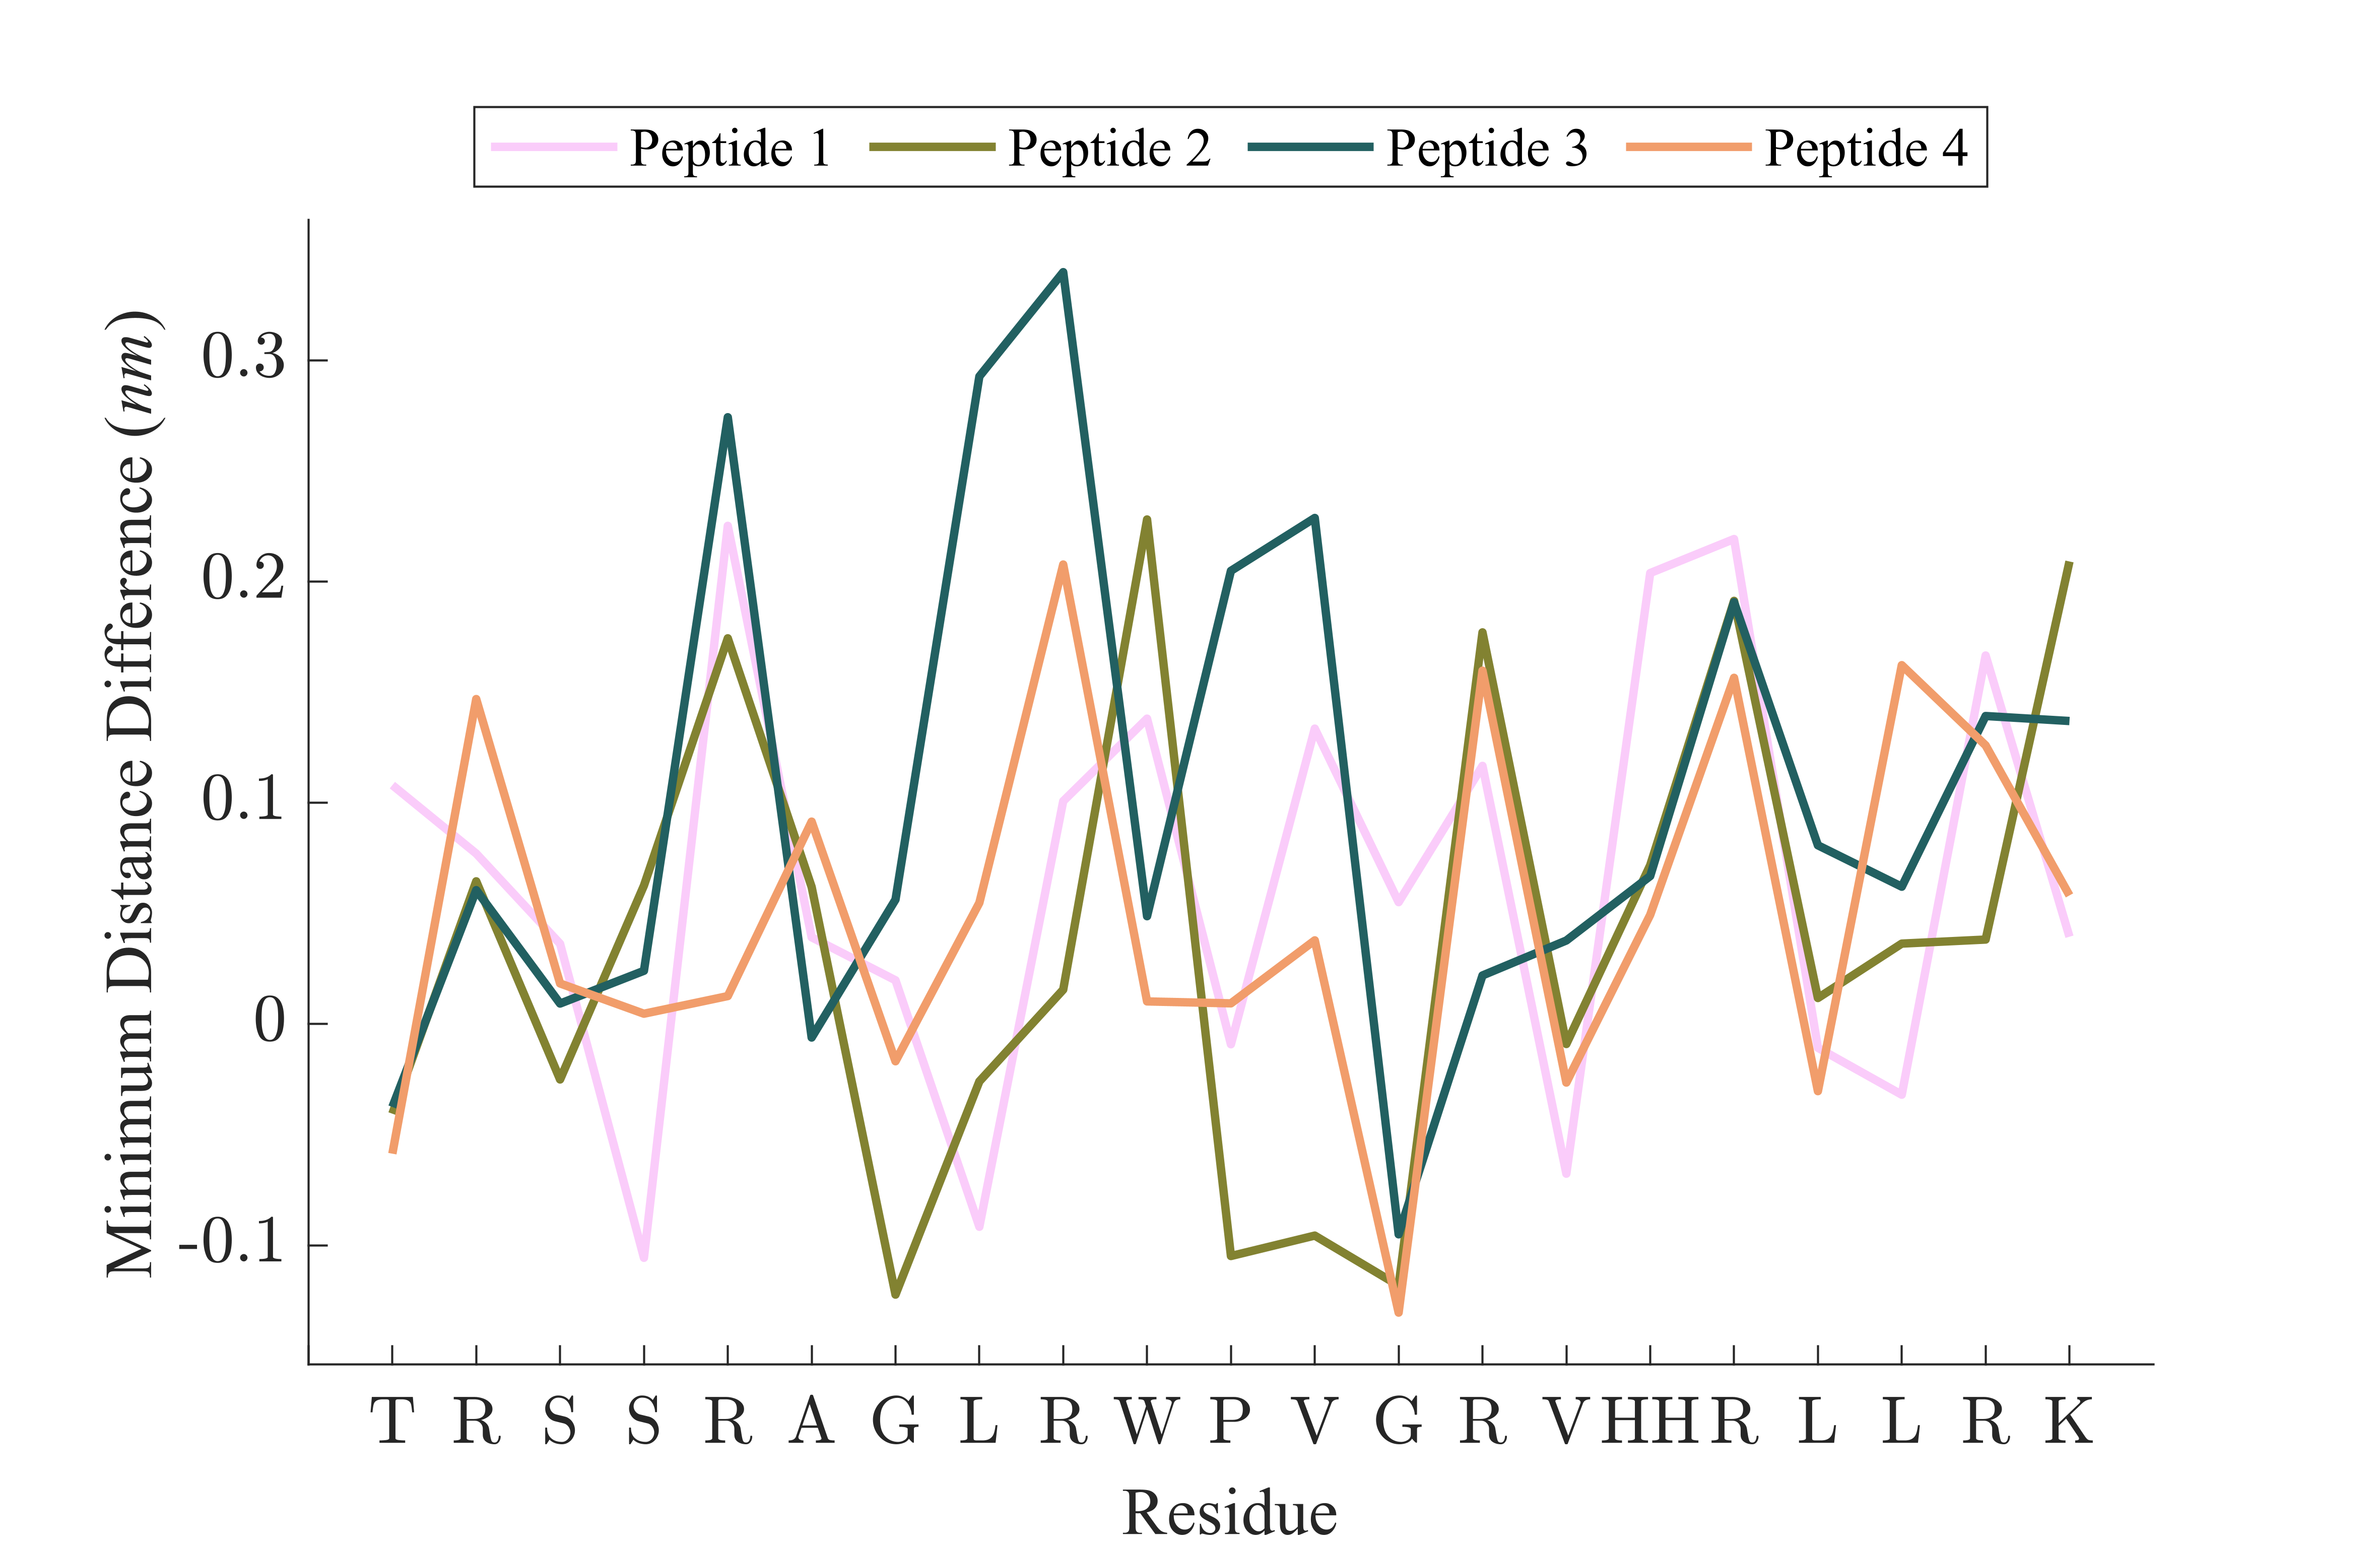 Peptide 1 Peptide 2 Peptide 3 Peptide 4
Minimum Distance Difference (nm)
0.3
0.2
0.1
0
-0.1
T R S S R A G L R W P V G R V HH R L L R K
Residue